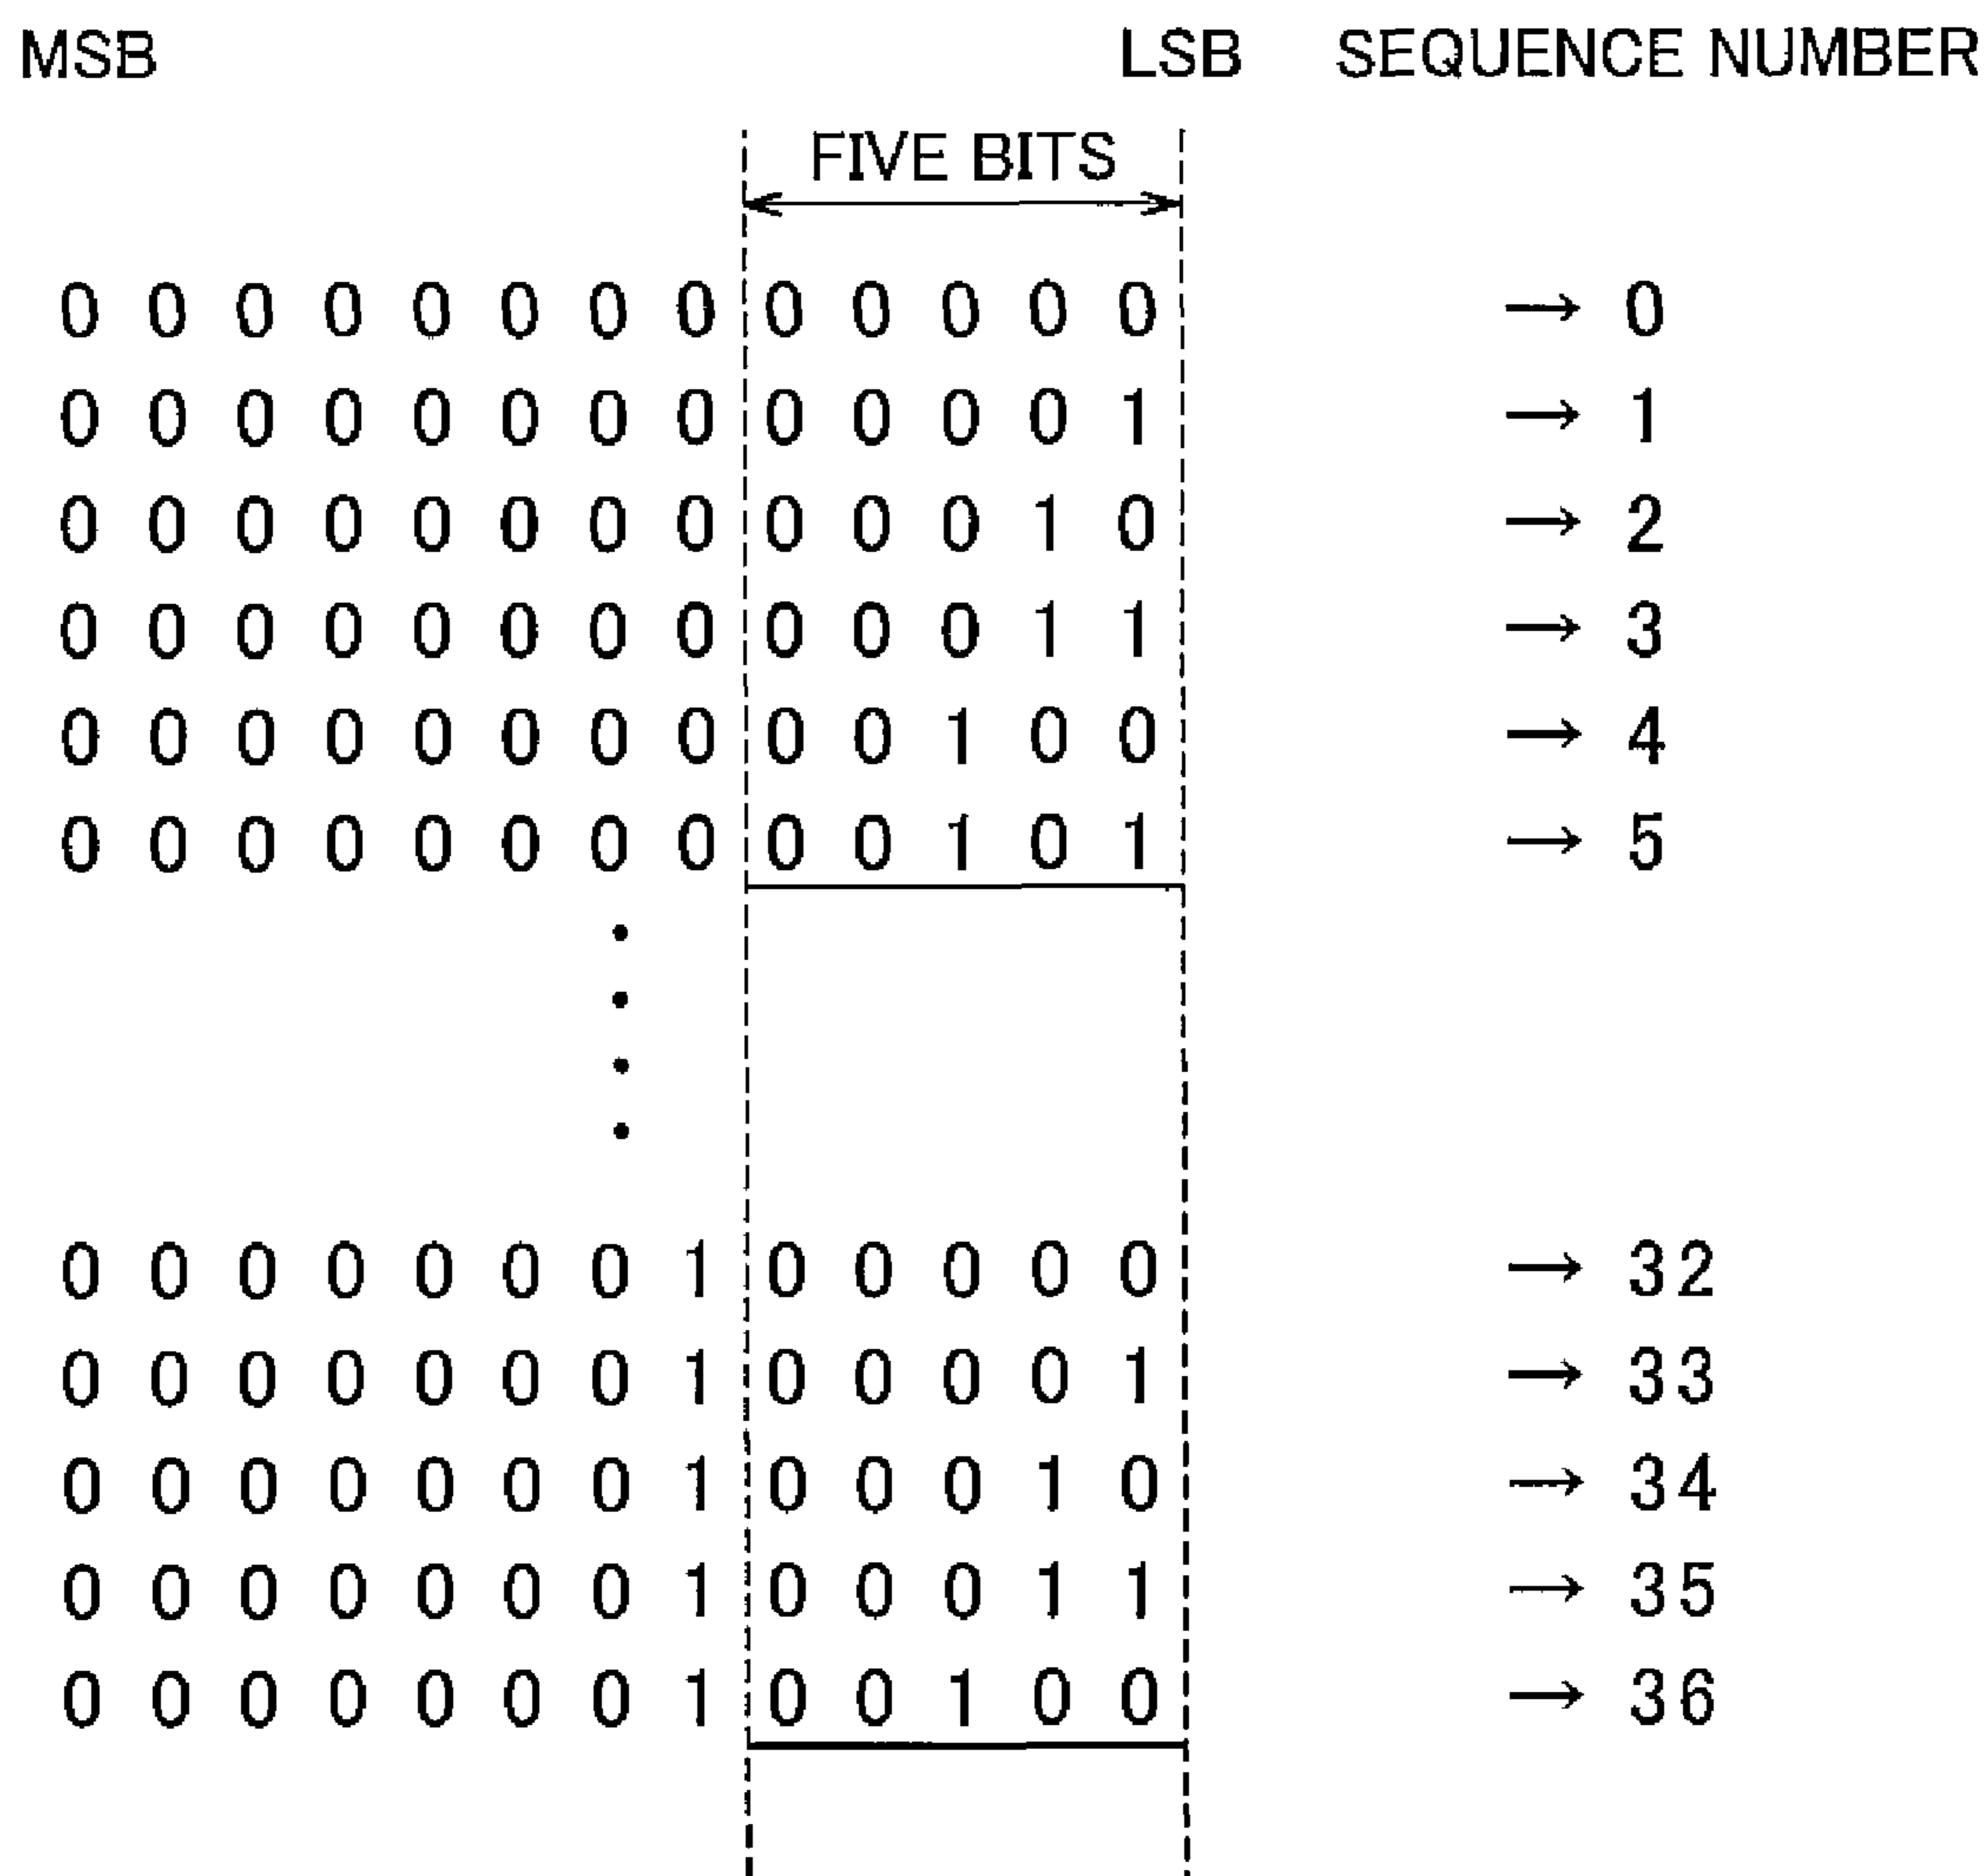 MSB LSB SEQUENCE NUMBER
FIVE BITS
0 0 0 0 0 0 0 0 0 0 0 0 0 → 0
0 0 0 0 0 0 0 0 0 0 0 0 1 → 1
0 0 0 0 0 0 0 0 0 0 0 1 0 → 2
0 0 0 0 0 0 0 0 0 0 0 1 1 → 3
0 0 0 0 0 0 0 0 0 0 1 0 0 → 4
0 0 0 0 0 0 0 0 0 0 1 0 1 → 5
0 0 0 0 0 0 0 1 0 0 0 0 0 → 32
0 0 0 0 0 0 0 1 0 0 0 0 1 → 33
0 0 0 0 0 0 0 1 0 0 0 1 0 → 34
0 0 0 0 0 0 0 1 0 0 0 1 1 → 35
0 0 0 0 0 0 0 1 0 0 1 0 0 → 36